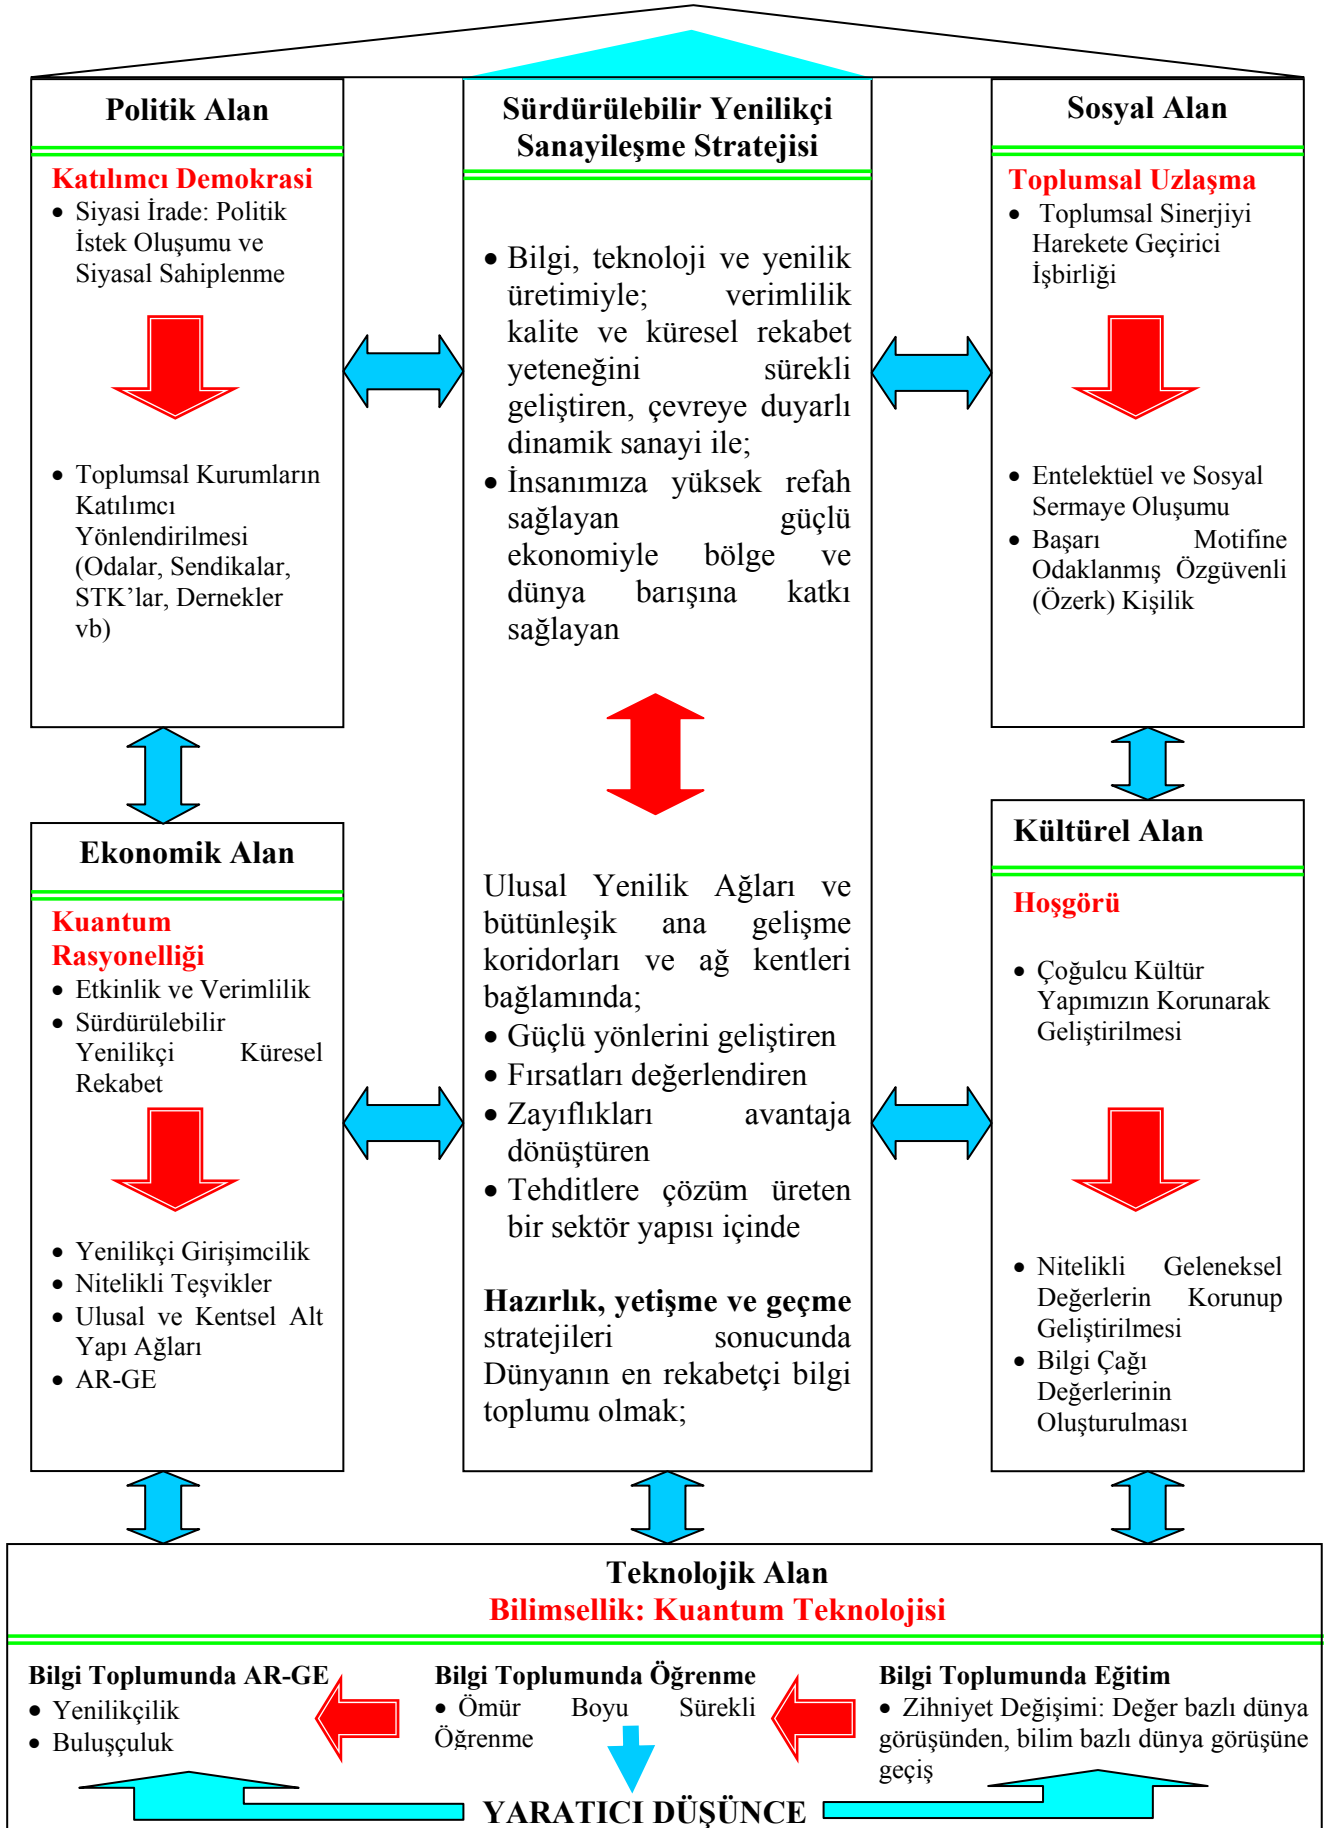 Politik Alan
Katılımcı Demokrasi
• Siyasi İrade: Politik
İstek Oluşumu ve
Siyasal Sahiplenme
• Toplumsal Kurumların
Katılımcı
Yönlendirilmesi
(Odalar, Sendikalar,
STK’lar, Dernekler
vb)
Sürdürülebilir Yenilikçi
Sanayileşme Stratejisi
• Bilgi, teknoloji ve yenilik
üretimiyle; verimlilik
kalite ve küresel rekabet
yeteneğini sürekli
geliştiren, çevreye duyarlı
dinamik sanayi ile;
• İnsanımıza yüksek refah
sağlayan güçlü
ekonomiyle bölge ve
dünya barışına katkı
sağlayan
Ulusal Yenilik Ağları ve
bütünleşik ana gelişme
koridorları ve ağ kentleri
bağlamında;
• Güçlü yönlerini geliştiren
• Fırsatları değerlendiren
• Zayıflıkları avantaja
dönüştüren
• Tehditlere çözüm üreten
bir sektör yapısı içinde
Hazırlık, yetişme ve geçme
stratejileri sonucunda
Dünyanın en rekabetçi bilgi
toplumu olmak;
Sosyal Alan
Toplumsal Uzlaşma
• Toplumsal Sinerjiyi
Harekete Geçirici
İşbirliği
• Entelektüel ve Sosyal
Sermaye Oluşumu
• Başarı Motifine
Odaklanmış Özgüvenli
(Özerk) Kişilik
Ekonomik Alan
Kuantum
Rasyonelliği
• Etkinlik ve Verimlilik
• Sürdürülebilir
Yenilikçi Küresel
Rekabet
• Yenilikçi Girişimcilik
• Nitelikli Teşvikler
• Ulusal ve Kentsel Alt
Yapı Ağları
• AR-GE
Kültürel Alan
Hoşgörü
• Çoğulcu Kültür
Yapımızın Korunarak
Geliştirilmesi
• Nitelikli Geleneksel
Değerlerin Korunup
Geliştirilmesi
• Bilgi Çağı
Değerlerinin
Oluşturulması
Teknolojik Alan
Bilimsellik: Kuantum Teknolojisi
Bilgi Toplumunda AR-GE
• Yenilikçilik
• Buluşçuluk
Bilgi Toplumunda Öğrenme
• Ömür Boyu Sürekli
Öğrenme
Bilgi Toplumunda Eğitim
• Zihniyet Değişimi: Değer bazlı dünya
görüşünden, bilim bazlı dünya görüşüne
geçiş
YARATICI DÜŞÜNCE